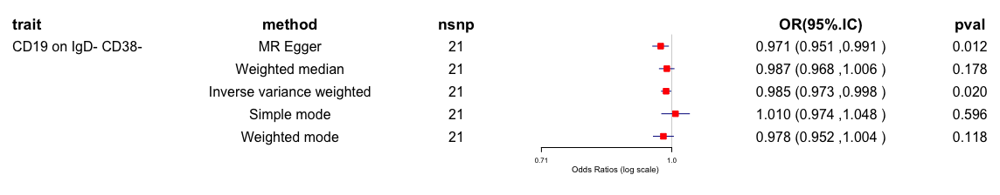 trait method nsnp OR(95%.IC) pval
CD19 on IgD- CD38- MR Egger 21 0.971 (0.951 ,0.991 ) 0.012
Weighted median 21 0.987 (0.968 ,1.006 ) 0.178
Inverse variance weighted 21 0.985 (0.973 ,0.998 ) 0.020
Simple mode 21 1.010 (0.974 ,1.048 ) 0.596
Weighted mode 21 0.978 (0.952 ,1.004 ) 0.118
0.71 1.0
Odds Ratios (log scale)